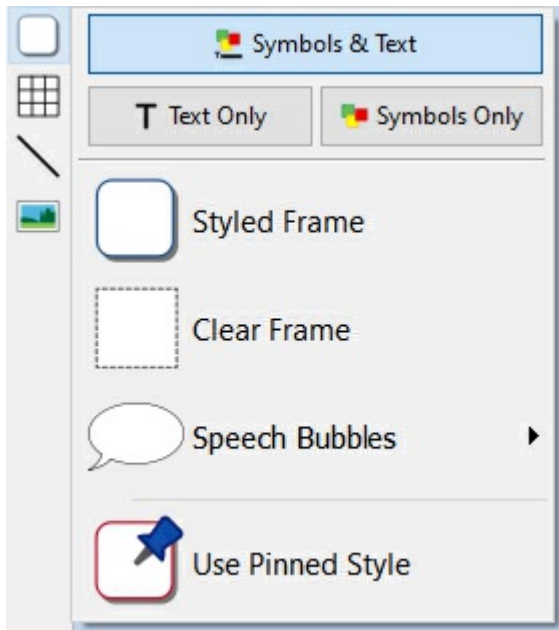 Symbols & Text
Text Only
Symbols Only
Styled Frame
Clear Frame
Speech Bubbles
Use Pinned Style